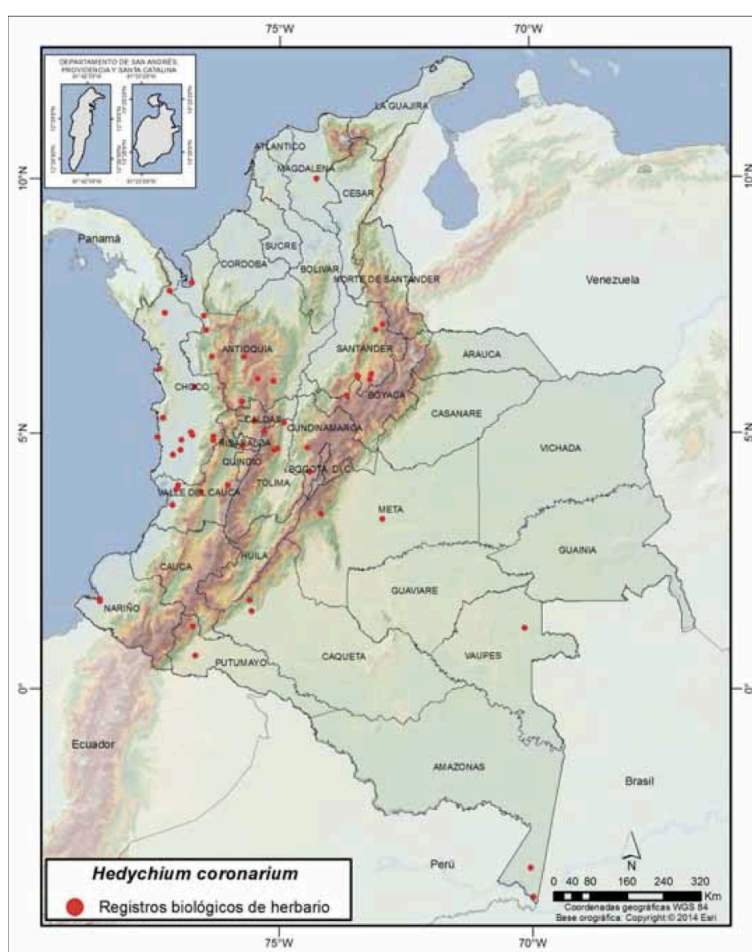 75°W
70°W
DEPARTAMENTO DE SAN ANDRÉS,
PROVIDENCIA Y SANTA CATALINA
LA GUAJIRA
ATLANTICO
MAGDALENA
10°N
10°N
CESAR
Panamá
SUCRE
CORDOBA
BOLIVAR
NORTE DE SANTANDER
Venezuela
ANTIOQUIA
SANTANDER
ARAUCA
CHOCO
BOYACA
CASANARE
CALDAS
CUNDINAMARCA
5°N
5°N
RISARALDA
VICHADA
QUINDIO
BOGOTA D.C.
TOLIMA
VALLE DEL CAUCA
META
GUAINIA
HUILA
CAUCA
GUAVIARE
NARIÑO
CAQUETA
VAUPES
PUTUMAYO
0°
0°
Ecuador
AMAZONAS
Brasil
Perú
N
Hedychium coronarium
Registros biológicos de herbario
0 40 80 160 240 320
Km
Coordenadas geográficas WGS 84
Base orográfica: Copyright:© 2014 Esri
75°W
70°W